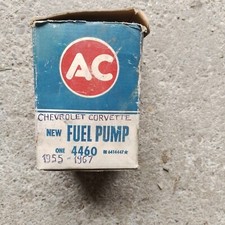 AC
CHEVROLET CORVETTE
NEW FUEL PUMP
ONE 4460
1955-1967